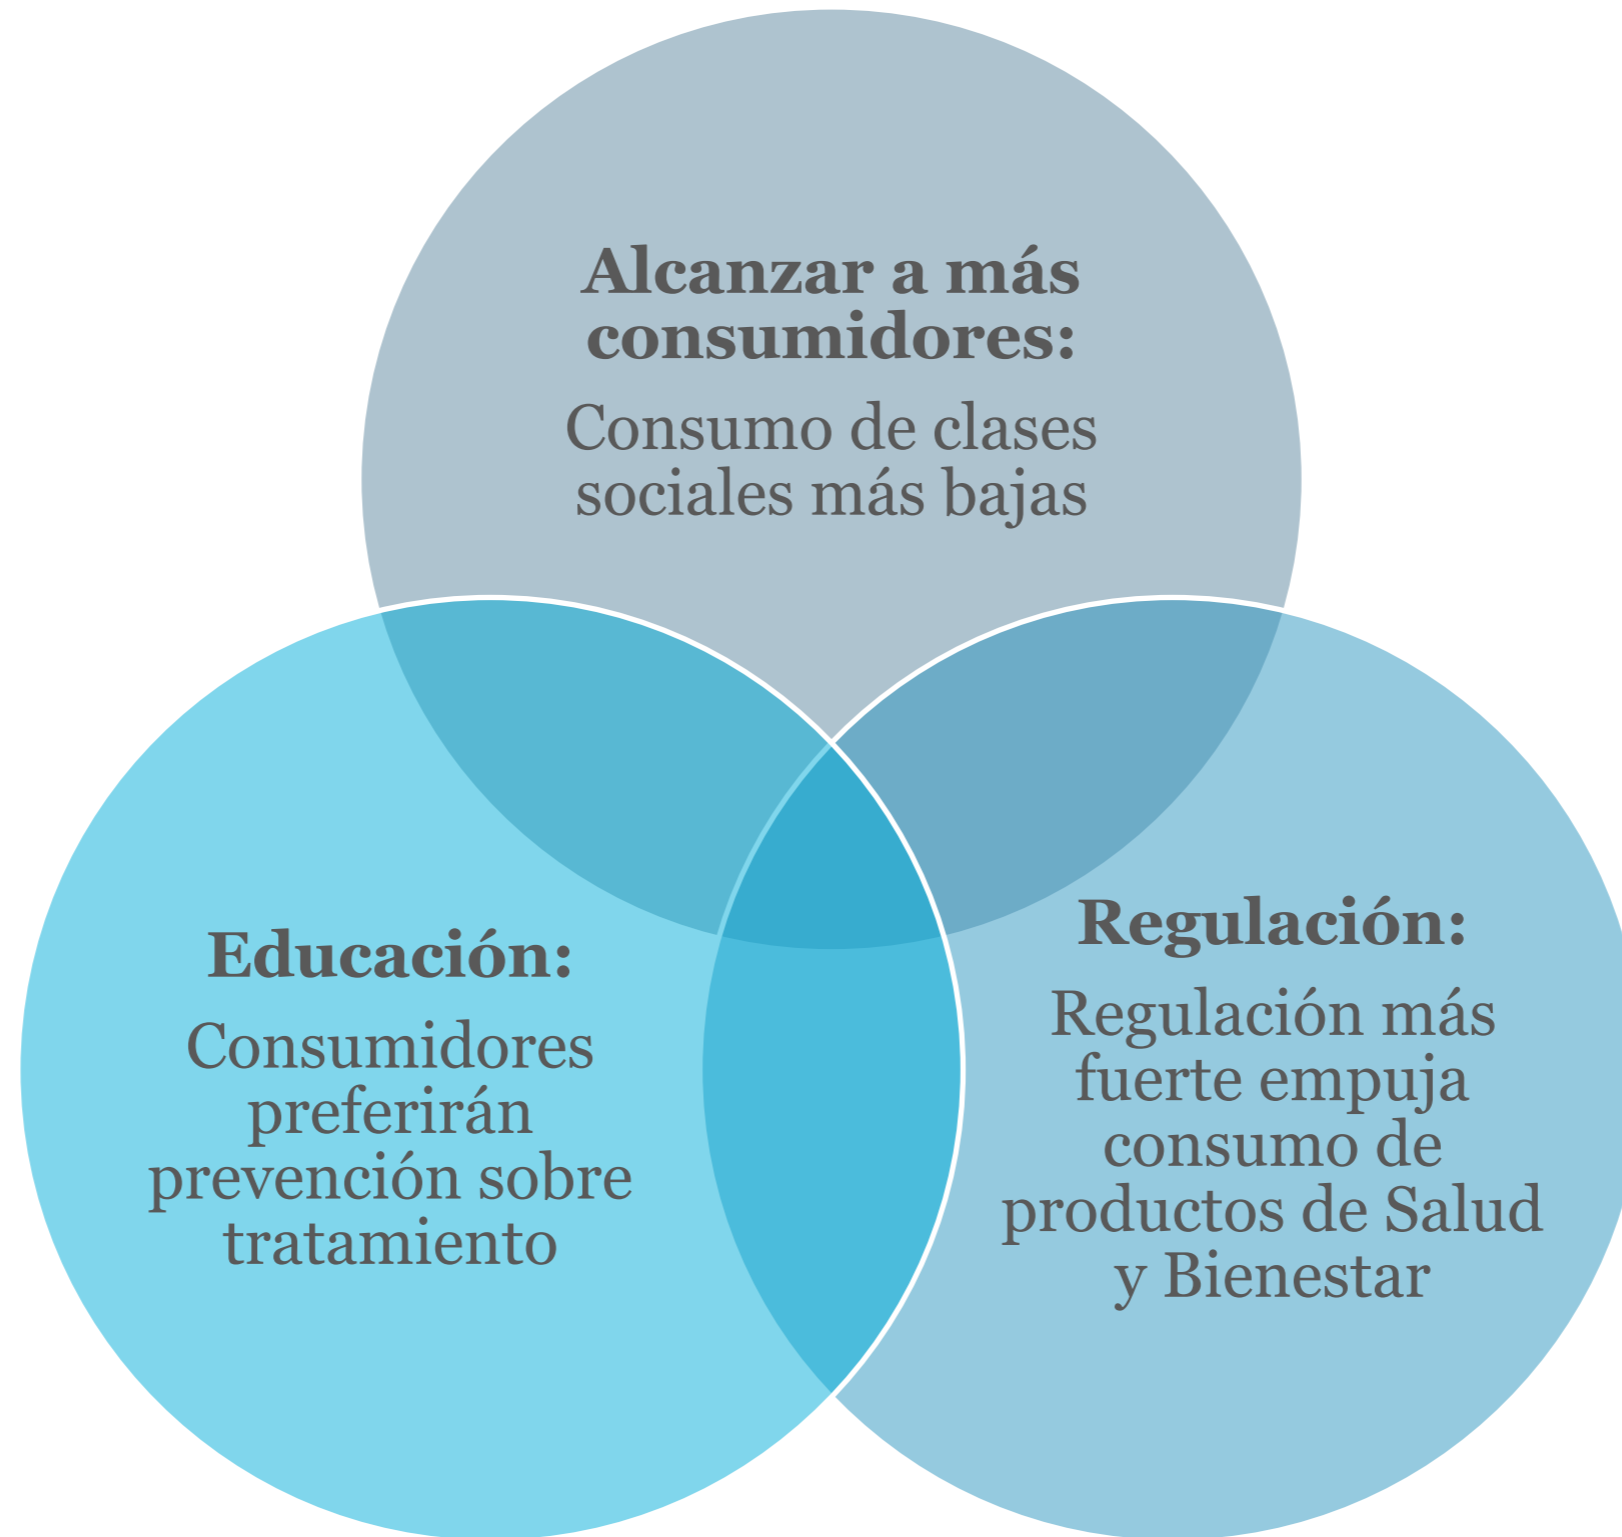 Alcanzar a más
consumidores:
Consumo de clases
sociales más bajas
Educación:
Consumidores
preferirán
prevención sobre
tratamiento
Regulación:
Regulación más
fuerte empuja
consumo de
productos de Salud
y Bienestar